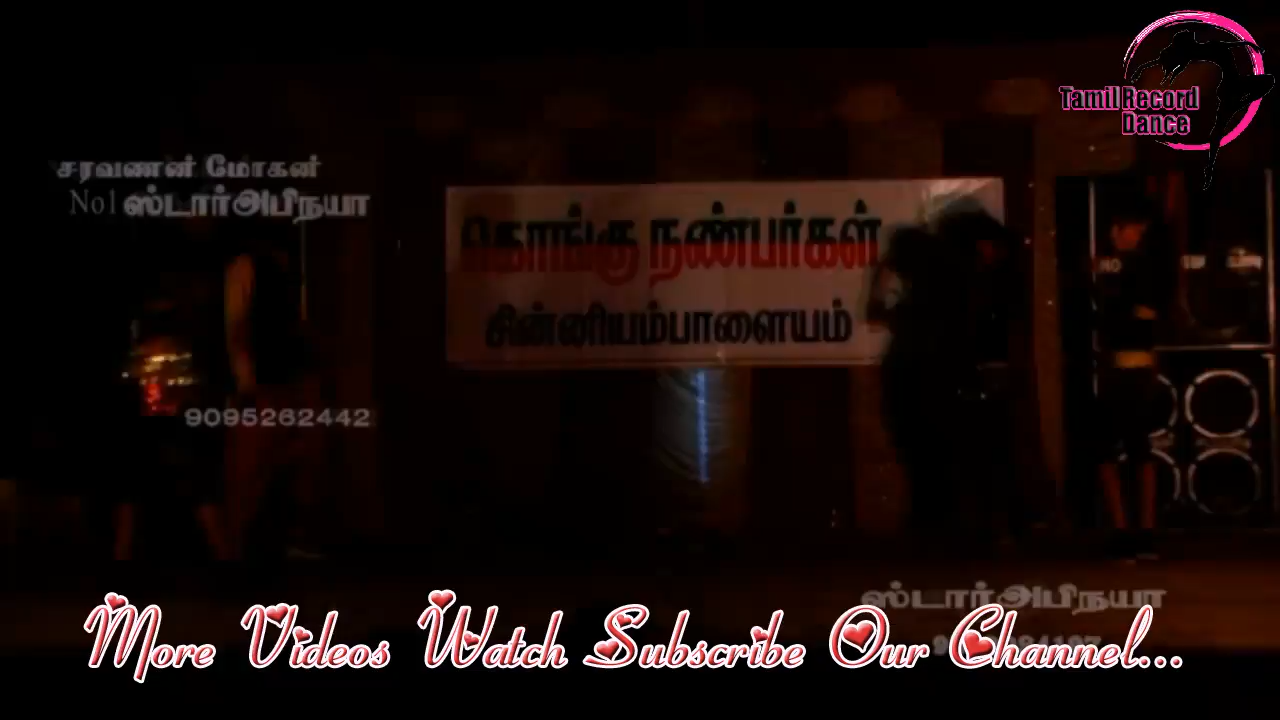 Tamil Record
Dance
சரவணன் மோகன்
No1 ஸ்டார்அபிநயா
கொங்கு நண்பர்கள்
சின்னியம்பாளையம்
9095262442
ஸ்டார்அபிநயா
More Videos Watch Subscribe Our Channel...